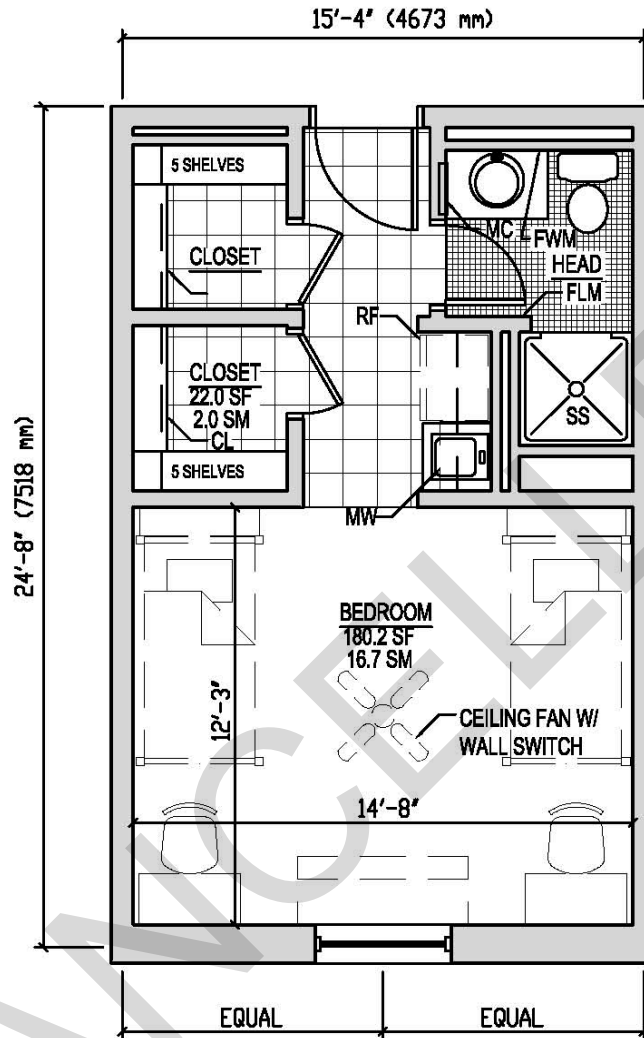 15'-4" (4673 mm)
24'-8" (7518 mm)
5 SHELVES
CLOSET
MC
FWM
HEAD
FLM
RF
CLOSET
22.0 SF
2.0 SM
CL
5 SHELVES
SS
MW
BEDROOM
180.2 SF
16.7 SM
12'-3"
CEILING FAN W/
WALL SWITCH
14'-8"
EQUAL
EQUAL